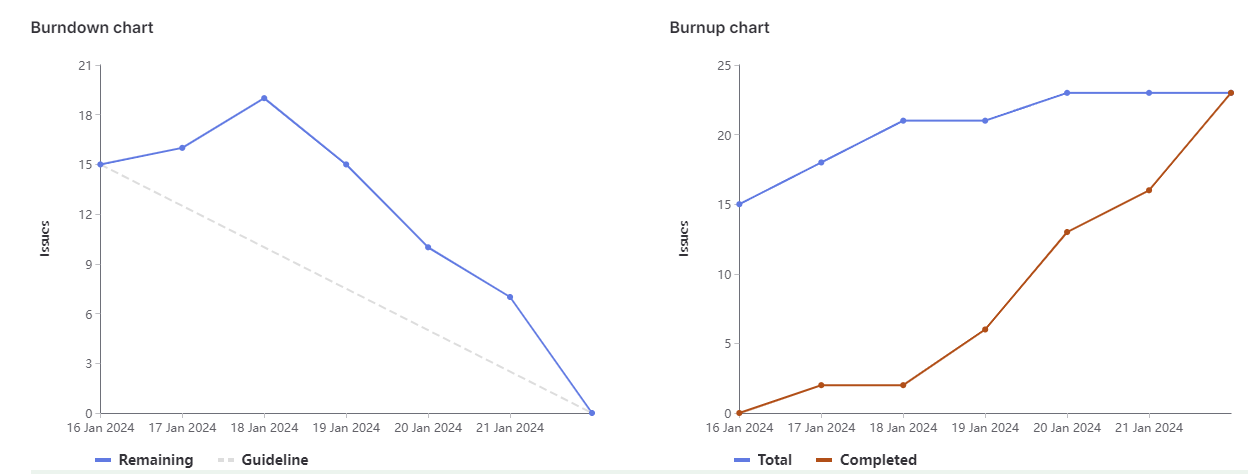 Burndown chart
21
18
15
12
9
6
3
0
Issues
16 Jan 2024 17 Jan 2024 18 Jan 2024 19 Jan 2024 20 Jan 2024 21 Jan 2024
Remaining Guideline
Burnup chart
25
20
15
10
5
0
Issues
16 Jan 2024 17 Jan 2024 18 Jan 2024 19 Jan 2024 20 Jan 2024 21 Jan 2024
Total Completed